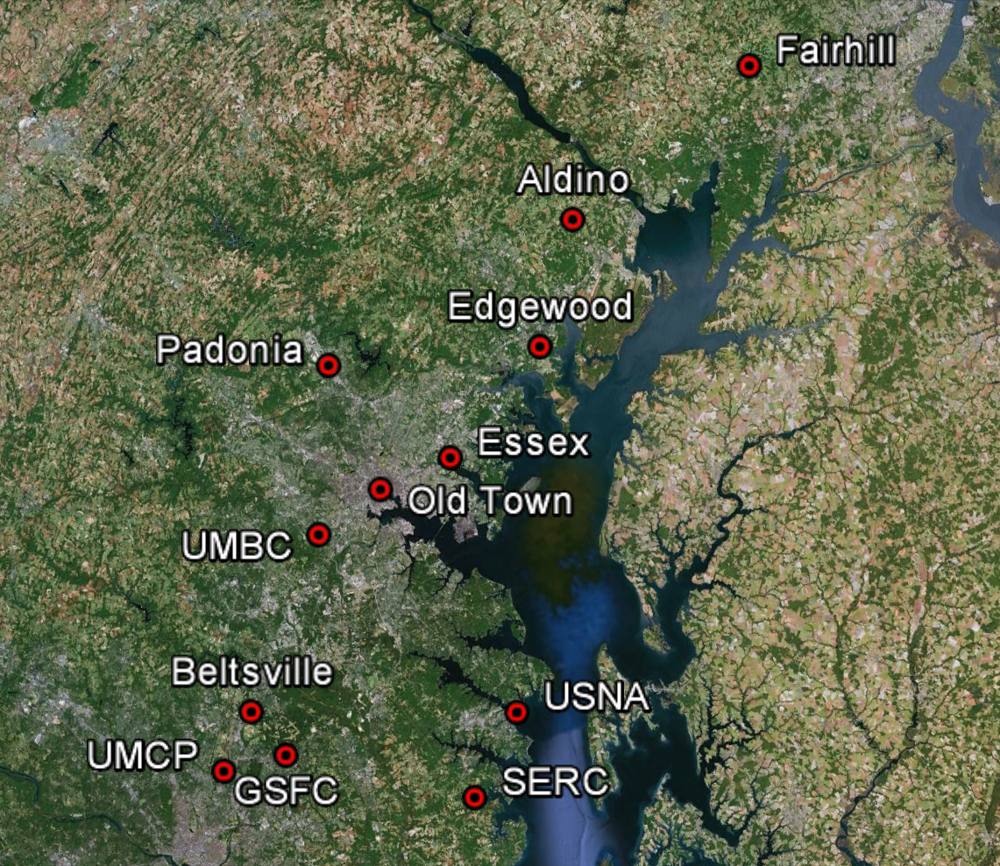 Fairhill
Aldino
Edgewood
Padonia
Essex
Old Town
UMBC
Beltsville
USNA
UMCP
GSFC
SERC